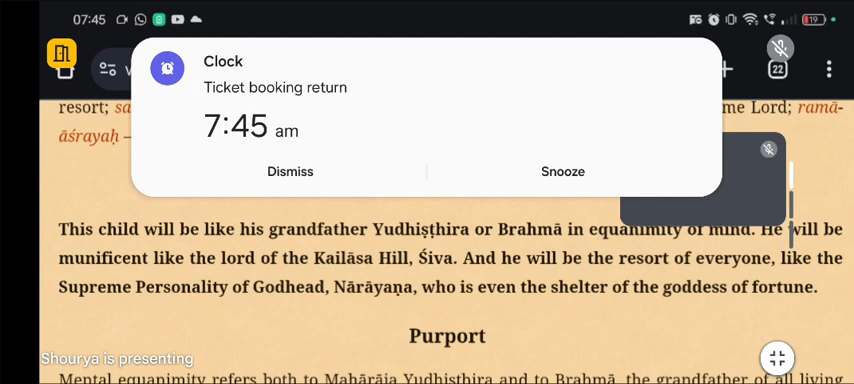 07:45
19
22
Clock
Ticket booking return
7:45 am
Dismiss
Snooze
resort; sa
me Lord; ramā-
āśrayaḥ —
This child will be like his grandfather Yudhiṣṭhira or Brahmā in equanimity of mind. He will be
munificent like the lord of the Kailāsa Hill, Śiva. And he will be the resort of everyone, like the
Supreme Personality of Godhead, Nārāyaṇa, who is even the shelter of the goddess of fortune.
Purport
Shourya is presenting
Mental equanimity refers both to Mahārāja Yudhiṣṭhira and to Brahmā, the grandfather of all living